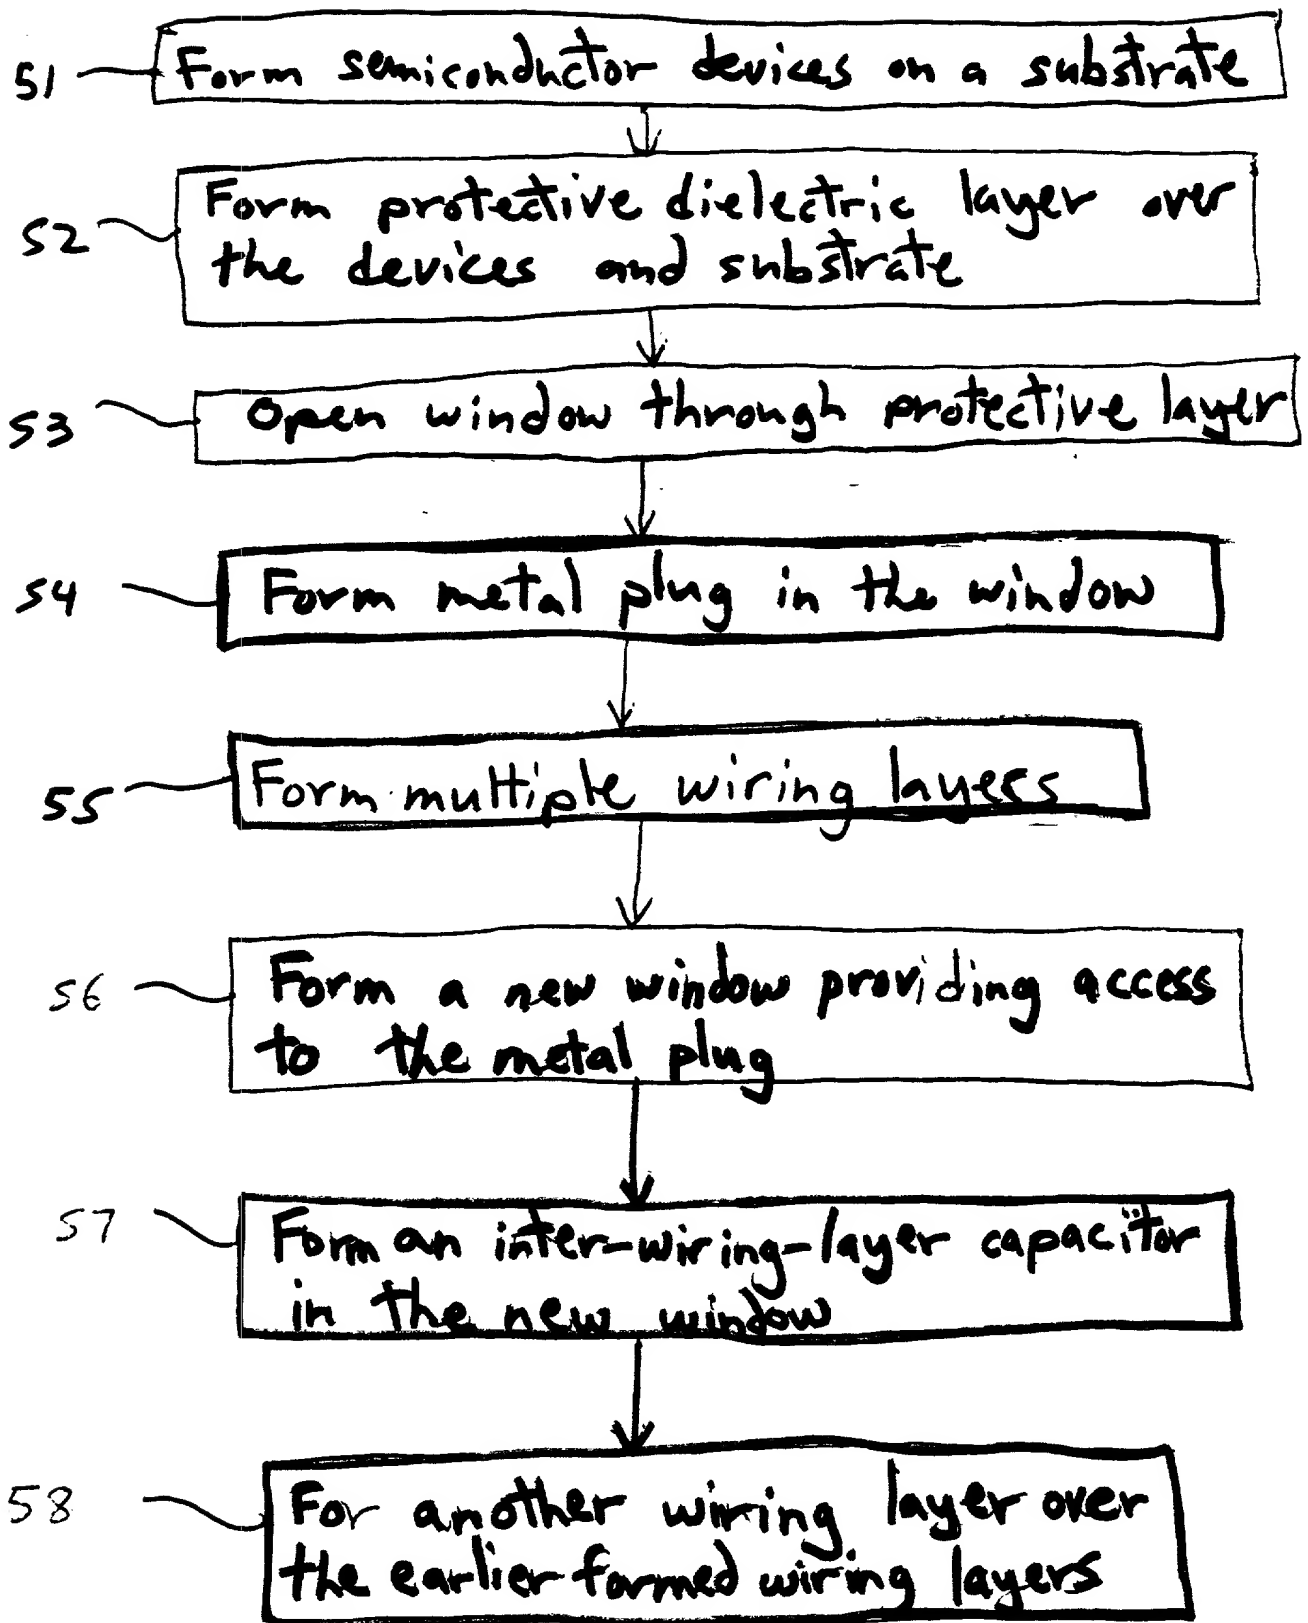 51 Form semiconductor devices on a substrate
52 Form protective dielectric layer over
the devices and substrate
53 Open window through protective layer
54 Form metal plug in the window
55 Form multiple wiring layers
56 Form a new window providing access
to the metal plug
57 Form an inter-wiring-layer capacitor
in the new window
58 For another wiring layer over
the earlier-formed wiring layers